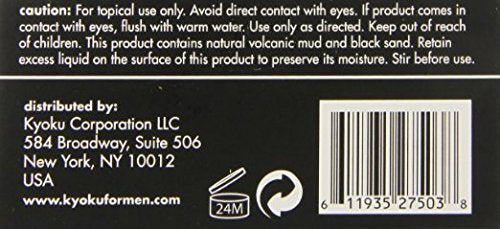 caution: For topical use only. Avoid direct contact with eyes. If product comes in
contact with eyes, flush with warm water. Use only as directed. Keep out of reach
of children. This product contains natural volcanic mud and black sand. Retain
excess liquid on the surface of this product to preserve its moisture. Stir before use.
distributed by:
Kyoku Corporation LLC
584 Broadway, Suite 506
New York, NY 10012
USA
www.kyokuformen.com
24M
6 11935 27503 8